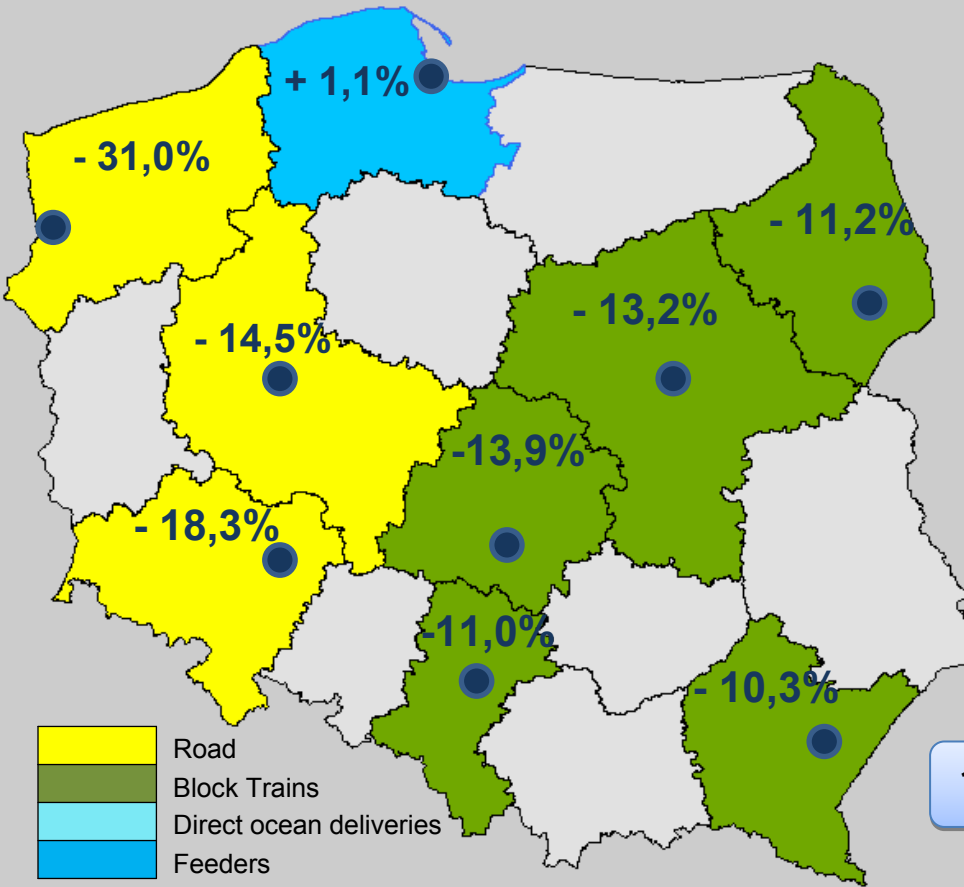 + 1,1%
- 31,0%
- 11,2%
- 13,2%
- 14,5%
-13,9%
- 18,3%
-11,0%
- 10,3%
Road
Block Trains
Direct ocean deliveries
Feeders